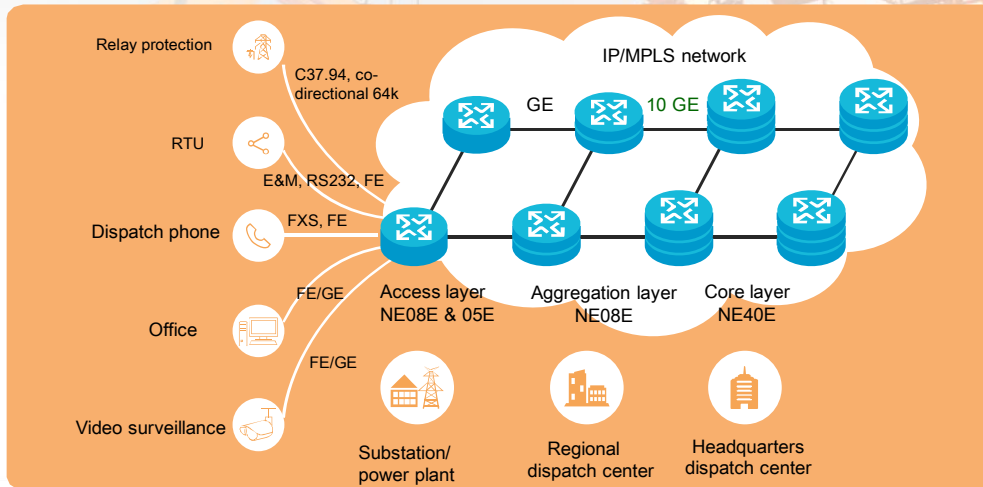 Relay protection
C37.94, co-
directional 64k
RTU
E&M, RS232, FE
Dispatch phone
FXS, FE
Office
FE/GE
Video surveillance
FE/GE
IP/MPLS network
GE
10 GE
Access layer
NE08E & 05E
Aggregation layer
NE08E
Core layer
NE40E
Substation/
power plant
Regional
dispatch center
Headquarters
dispatch center